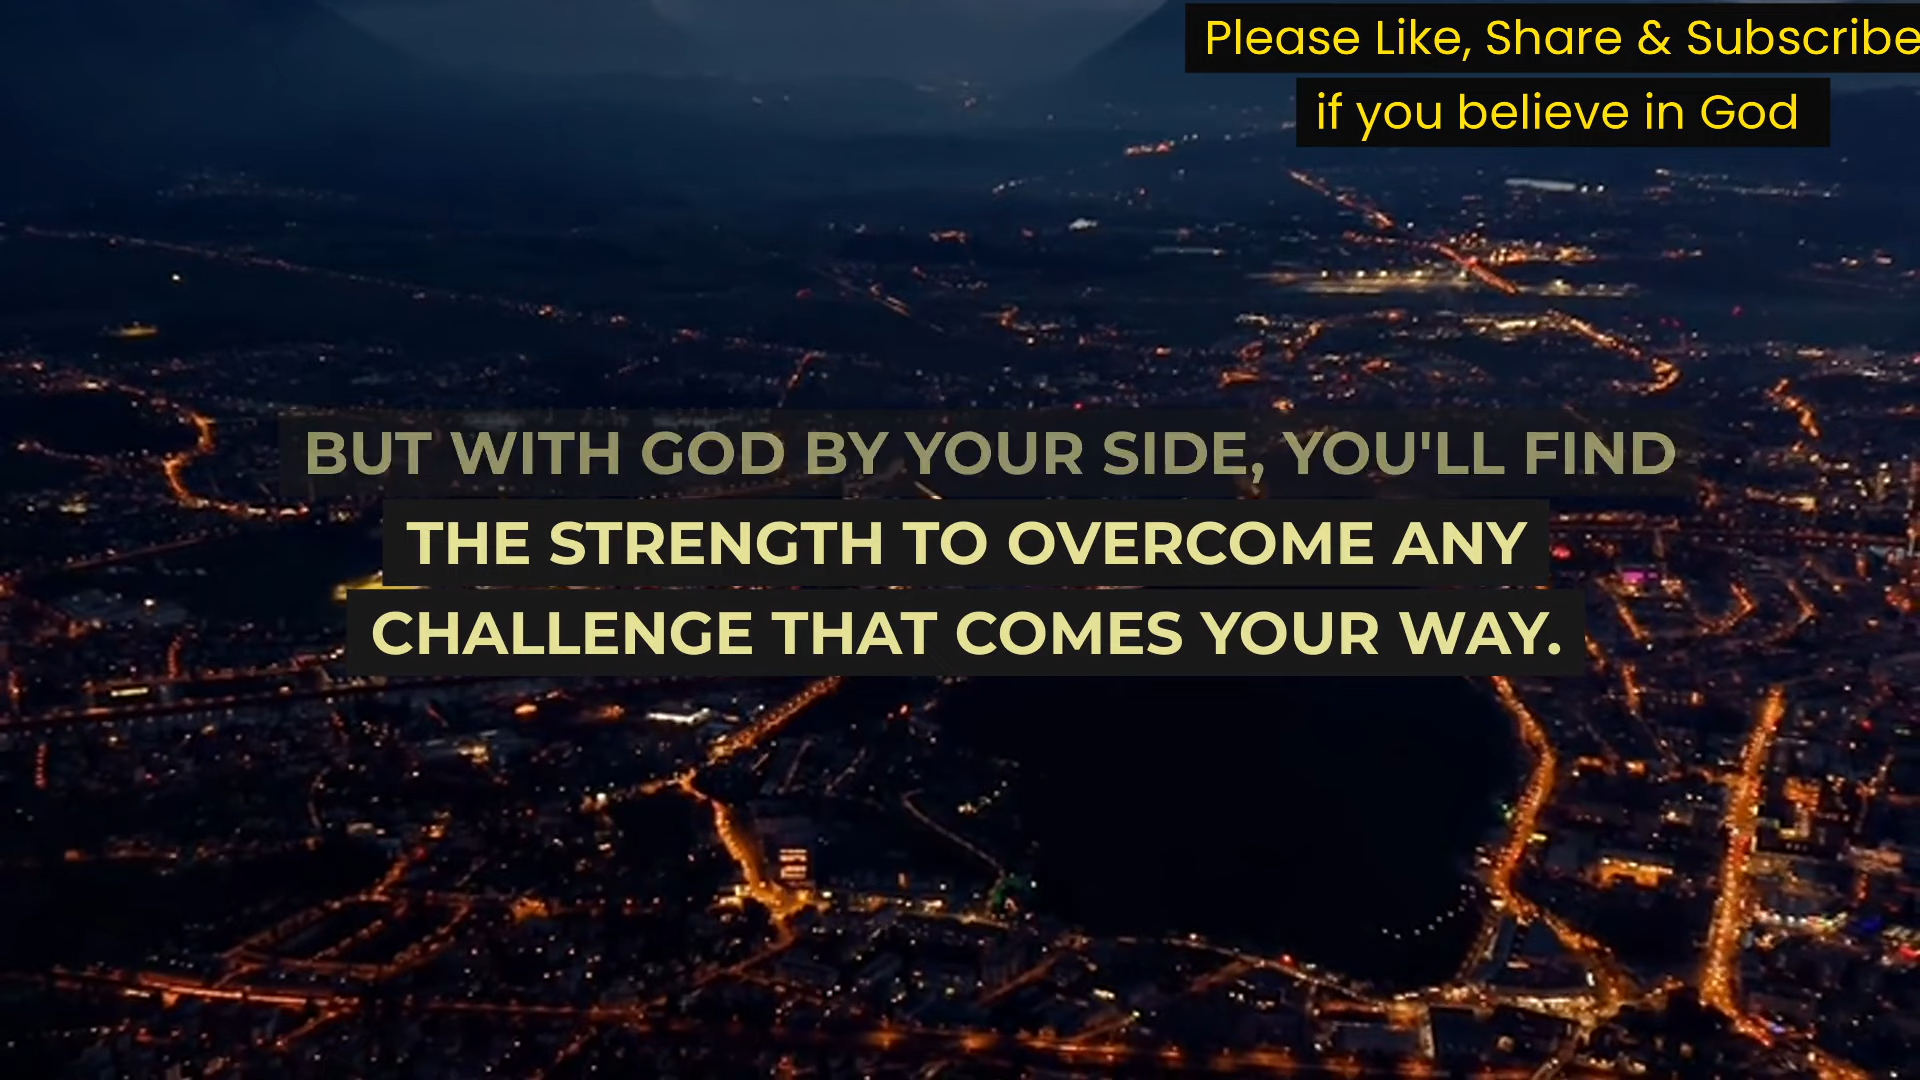 Please Like, Share & Subscribe
if you believe in God
BUT WITH GOD BY YOUR SIDE, YOU'LL FIND
THE STRENGTH TO OVERCOME ANY
CHALLENGE THAT COMES YOUR WAY.